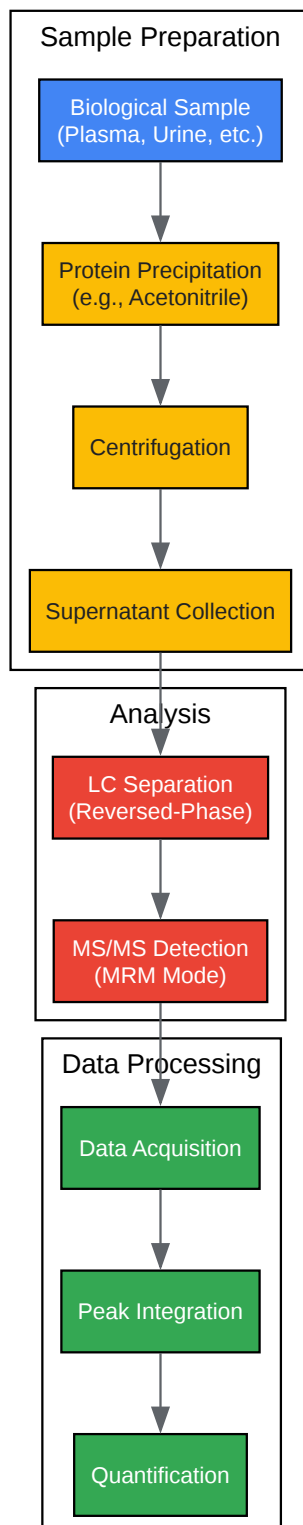 Sample Preparation
Biological Sample
(Plasma, Urine, etc.)
Protein Precipitation
(e.g., Acetonitrile)
Centrifugation
Supernatant Collection
Analysis
LC Separation
(Reversed-Phase)
MS/MS Detection
(MRM Mode)
Data Processing
Data Acquisition
Peak Integration
Quantification